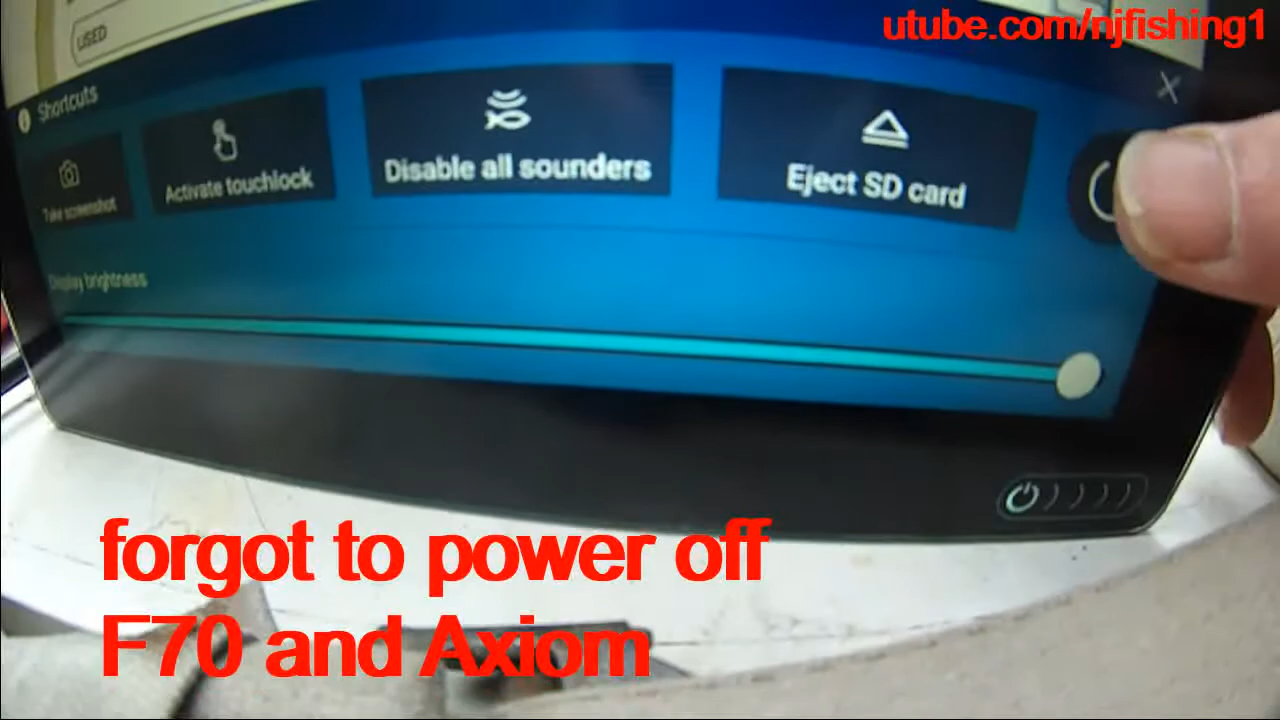 utube.com/njfishing1
USED
Shortcuts
Take screenshot
Activate touchlock
Disable all sounders
Eject SD card
Display brightness
forgot to power off
F70 and Axiom